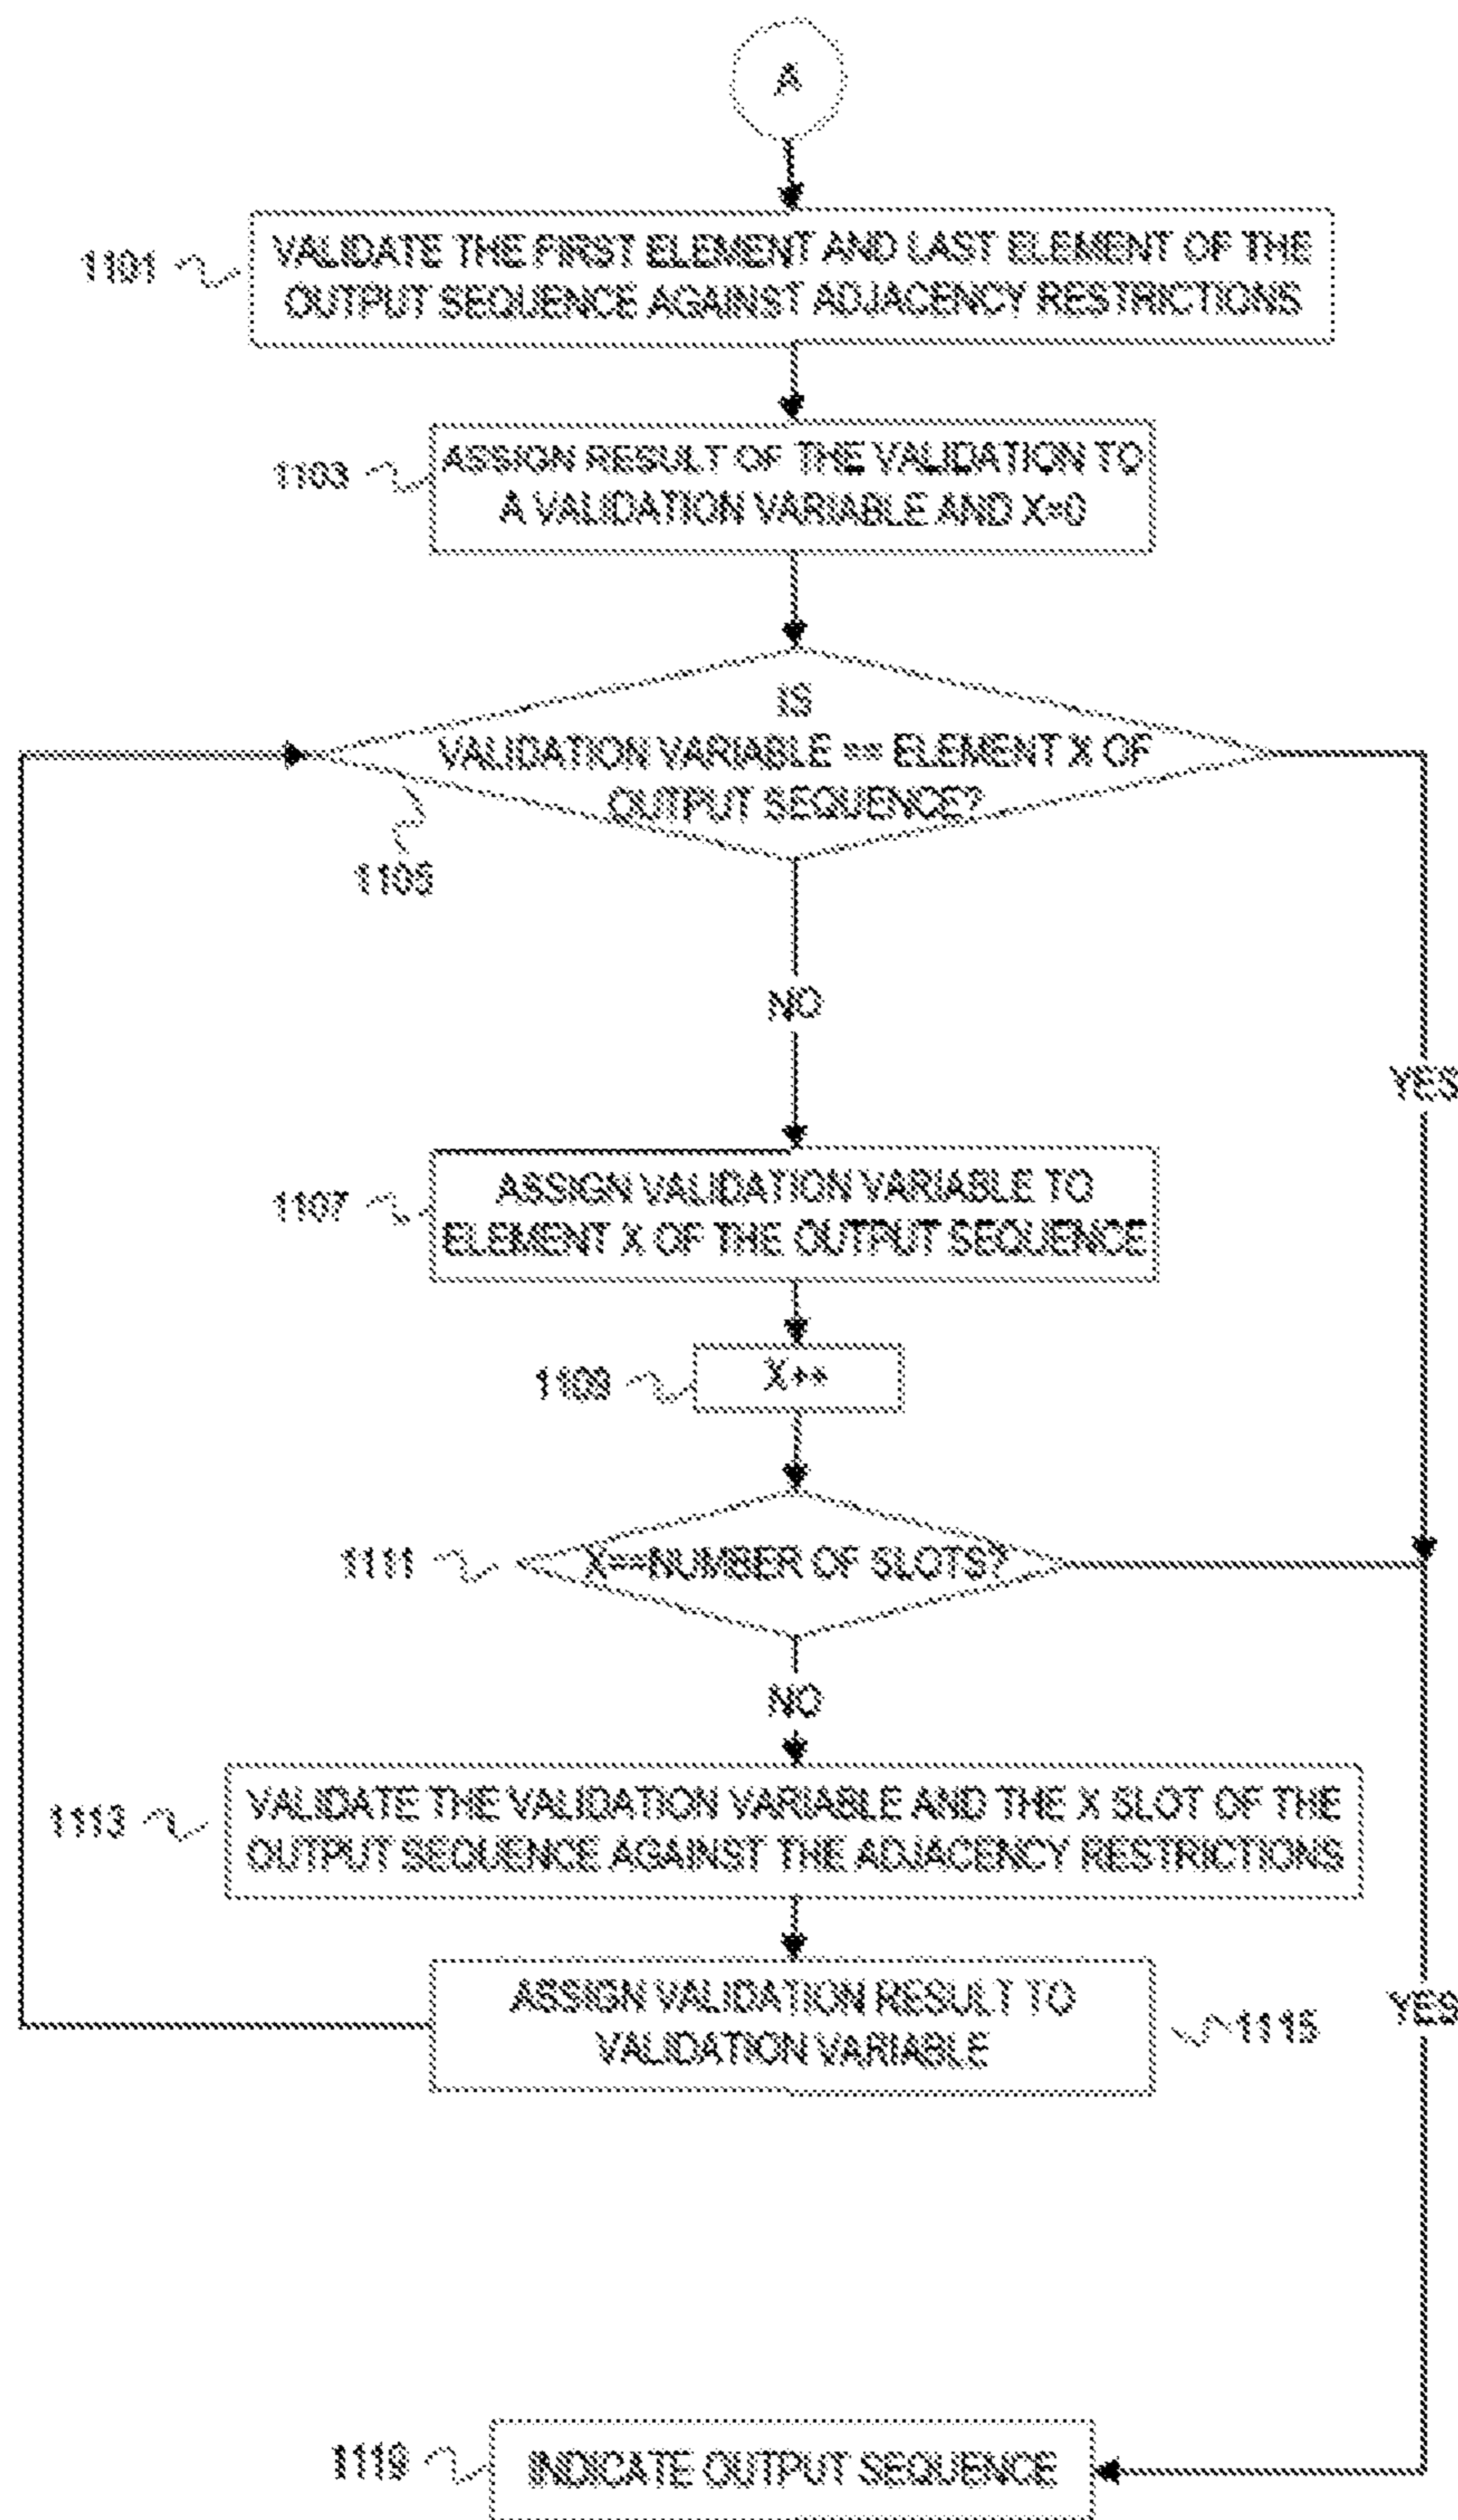 A
1101
VALIDATE THE FIRST ELEMENT AND LAST ELEMENT OF THE
OUTPUT SEQUENCE AGAINST ADJACENCY RESTRICTIONS
1103
ASSIGN RESULT OF THE VALIDATION TO
A VALIDATION VARIABLE AND X=0
IS
VALIDATION VARIABLE == ELEMENT X OF
OUTPUT SEQUENCE?
1105
NO
YES
1107
ASSIGN VALIDATION VARIABLE TO
ELEMENT X OF THE OUTPUT SEQUENCE
1109
X++
1111
X==NUMBER OF SLOTS?
NO
1113
VALIDATE THE VALIDATION VARIABLE AND THE X SLOT OF THE
OUTPUT SEQUENCE AGAINST THE ADJACENCY RESTRICTIONS
ASSIGN VALIDATION RESULT TO
VALIDATION VARIABLE
1115
YES
1119
INDICATE OUTPUT SEQUENCE